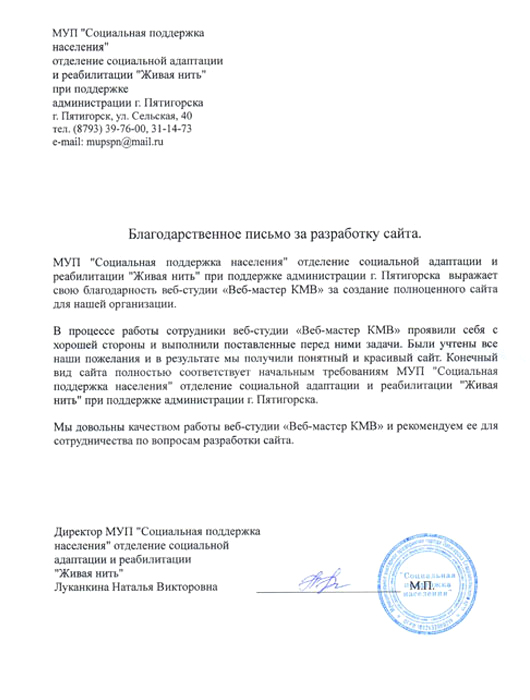 МУП "Социальная поддержка
населения"
отделение социальной адаптации
и реабилитации "Живая нить"
при поддержке
администрации г. Пятигорска
г. Пятигорск, ул. Сельская, 40
тел. (8793) 39-76-00, 31-14-73
e-mail: mupspn@mail.ru
Благодарственное письмо за разработку сайта.
МУП "Социальная поддержка населения" отделение социальной адаптации и
реабилитации "Живая нить" при поддержке администрации г. Пятигорска выражает
свою благодарность веб-студии «Веб-мастер КМВ» за создание полноценного сайта
для нашей организации.
В процессе работы сотрудники веб-студии «Веб-мастер КМВ» проявили себя с
хорошей стороны и выполнили поставленные перед ними задачи. Были учтены все
наши пожелания и в результате мы получили понятный и красивый сайт. Конечный
вид сайта полностью соответствует начальным требованиям МУП "Социальная
поддержка населения" отделение социальной адаптации и реабилитации "Живая
нить" при поддержке администрации г. Пятигорска.
Мы довольны качеством работы веб-студии «Веб-мастер КМВ» и рекомендуем ее для
сотрудничества по вопросам разработки сайта.
Директор МУП "Социальная поддержка
населения" отделение социальной
адаптации и реабилитации
"Живая нить"
Луканкина Наталья Викторовна
М.П.
"Социальная
поддержка
населения"